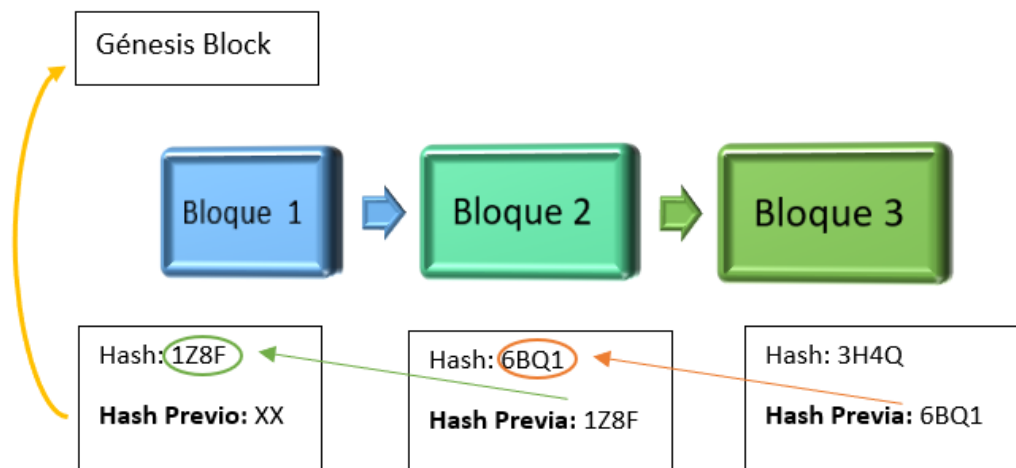 Génesis Block
Bloque 1
Bloque 2
Bloque 3
Hash: 1Z8F
Hash Previo: XX
Hash: 6BQ1
Hash Previa: 1Z8F
Hash: 3H4Q
Hash Previa: 6BQ1